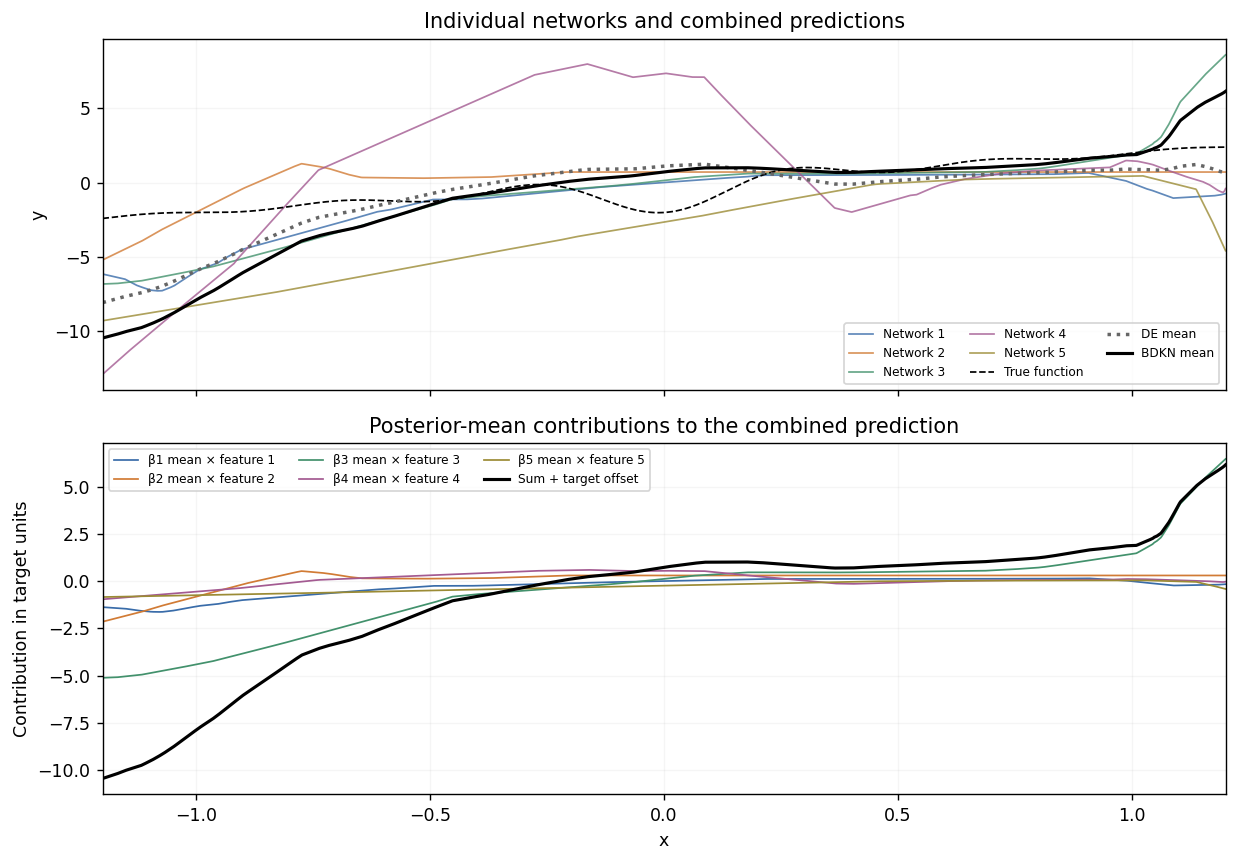 Individual networks and combined predictions
y
5
0
−5
−10
Network 1
Network 2
Network 3
Network 4
Network 5
True function
DE mean
BDKN mean
Posterior-mean contributions to the combined prediction
Contribution in target units
β1 mean × feature 1
β2 mean × feature 2
β3 mean × feature 3
β4 mean × feature 4
β5 mean × feature 5
Sum + target offset
5.0
2.5
0.0
−2.5
−5.0
−7.5
−10.0
−1.0 −0.5 0.0 0.5 1.0
x